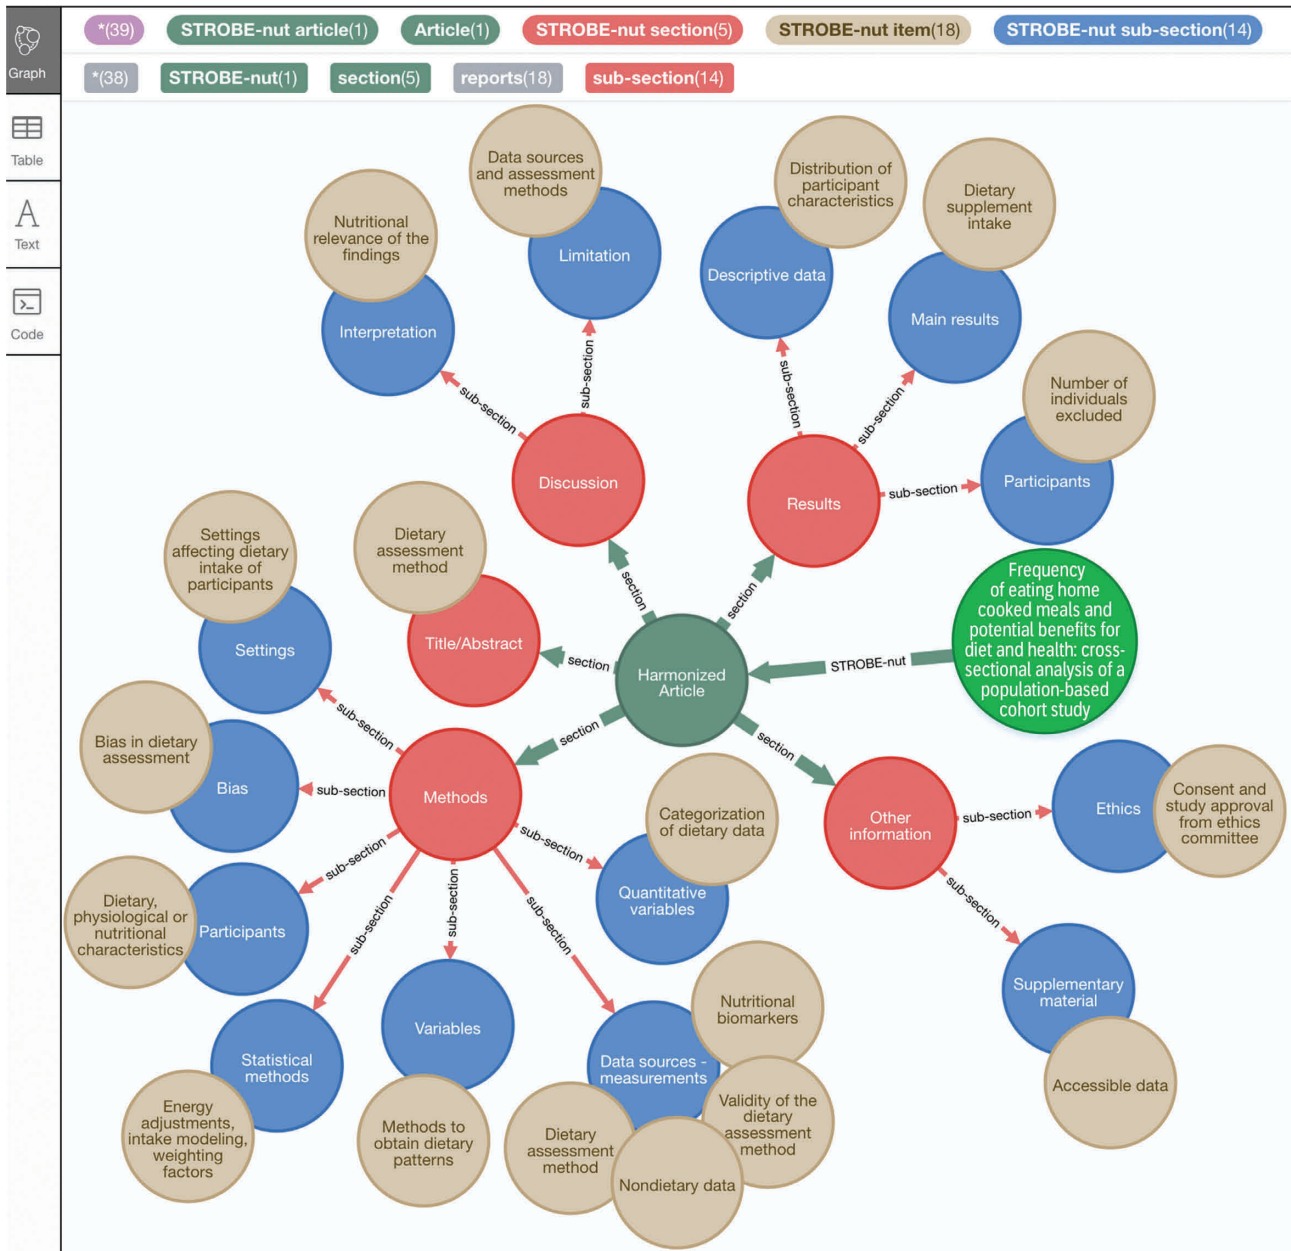 *(39)
STROBE-nut article(1)
Article(1)
STROBE-nut section(5)
STROBE-nut item(18)
STROBE-nut sub-section(14)
*(38)
STROBE-nut(1)
section(5)
reports(18)
sub-section(14)
Graph
Table
Text
Code
Data sources
and assessment
methods
Limitation
Nutritional
relevance of the
findings
Interpretation
Distribution of
participant
characteristics
Descriptive data
Dietary
supplement
intake
Main results
Number of
individuals
excluded
Participants
sub-section
sub-section
sub-section
sub-section
sub-section
Discussion
Results
Settings
affecting dietary
intake of
participants
Settings
Dietary
assessment
method
Title/Abstract
section
section
section
section
section
Harmonized
Article
STROBE-nut
Frequency
of eating home
cooked meals and
potential benefits for
diet and health: cross-
sectional analysis of a
population-based
cohort study
Bias in dietary
assessment
Bias
sub-section
sub-section
sub-section
sub-section
sub-section
sub-section
sub-section
Methods
Categorization
of dietary data
Quantitative
variables
Other
information
sub-section
sub-section
Ethics
Consent and
study approval
from ethics
committee
Dietary,
physiological or
nutritional
characteristics
Participants
Statistical
methods
Energy
adjustments,
intake modeling,
weighting
factors
Variables
Methods to
obtain dietary
patterns
Data sources -
measurements
Nutritional
biomarkers
Validity of the
dietary
assessment
method
Dietary
assessment
method
Nondietary data
Supplementary
material
Accessible data